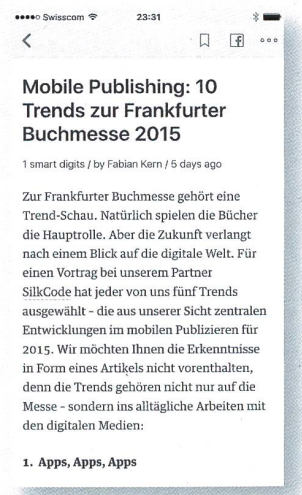 ●●●●○ Swisscom 23:31
Mobile Publishing: 10
Trends zur Frankfurter
Buchmesse 2015
1 smart digits / by Fabian Kern / 5 days ago
Zur Frankfurter Buchmesse gehört eine
Trend-Schau. Natürlich spielen die Bücher
die Hauptrolle. Aber die Zukunft verlangt
nach einem Blick auf die digitale Welt. Für
einen Vortrag bei unserem Partner
SilkCode hat jeder von uns fünf Trends
ausgewählt – die aus unserer Sicht zentralen
Entwicklungen im mobilen Publizieren für
2015. Wir möchten Ihnen die Erkenntnisse
in Form eines Artikels nicht vorenthalten,
denn die Trends gehören nicht nur auf die
Messe – sondern ins alltägliche Arbeiten mit
den digitalen Medien:
1. Apps, Apps, Apps